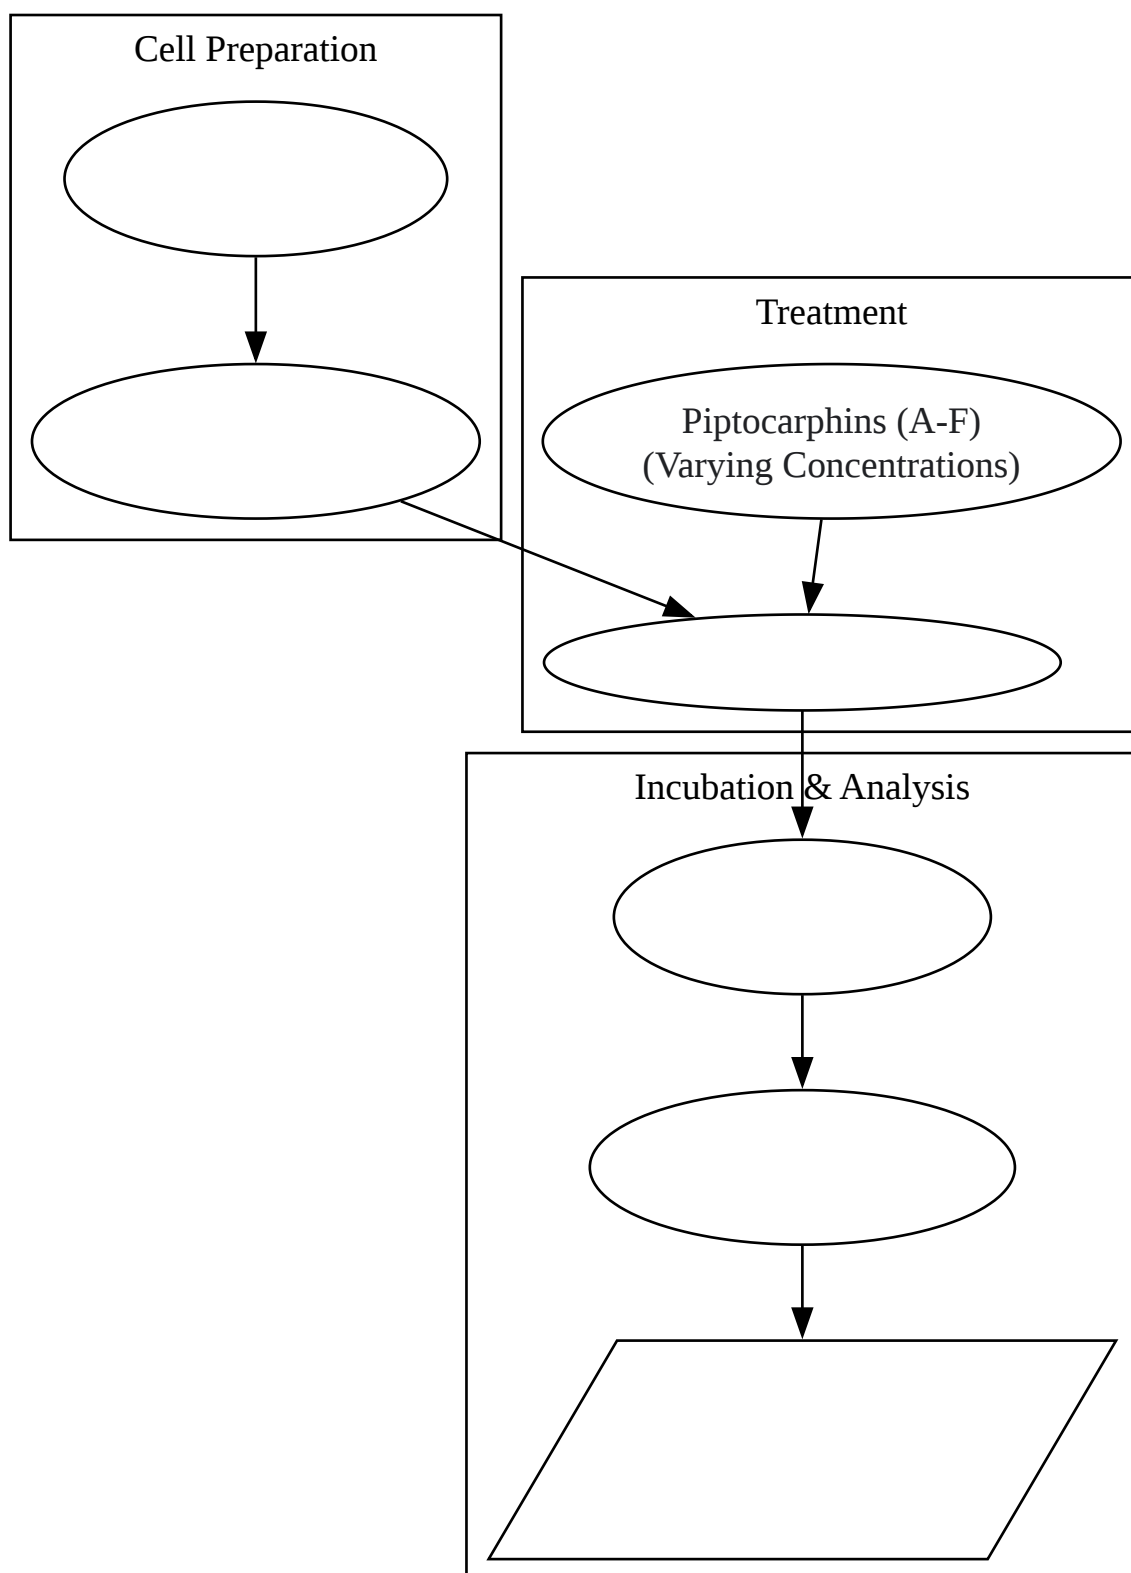 Cell Preparation
Treatment
Piptocarphins (A-F)
(Varying Concentrations)
Incubation & Analysis